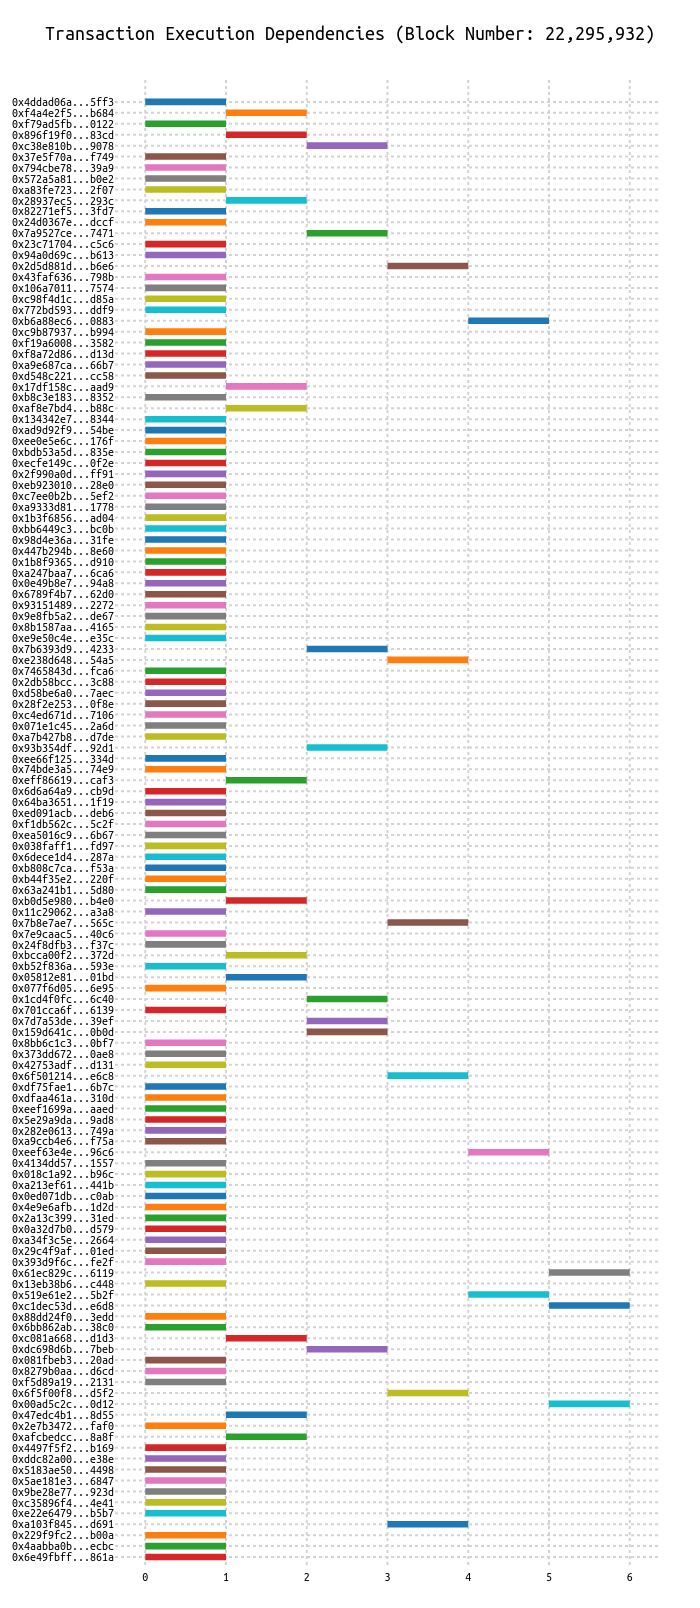 Transaction Execution Dependencies (Block Number: 22,295,932)
0x4ddad06a...5ff3
0xf4a4e2f5...b684
0xf79ad5fb...0122
0x896f19f0...83cd
0xc38e810b...9078
0x37e5f70a...f749
0x794cbe78...39a9
0x572a5a81...b0e2
0xa83fe723...2f07
0x28937ec5...293c
0x82271ef5...3fd7
0x24d0367e...dccf
0x7a9527ce...7471
0x23c71704...c5c6
0x94a0d69c...b613
0x2d5d881d...b6e6
0x43faf636...798b
0x106a7011...7574
0xc98f4d1c...d85a
0x772bd593...ddf9
0xb6a88ec6...0883
0xc9b87937...b994
0xf19a6008...3582
0xf8a72d86...d13d
0xa9e687ca...66b7
0xd548c221...cc58
0x17df158c...aad9
0xb8c3e183...8352
0xaf8e7bd4...b88c
0x134342e7...8344
0xad9d92f9...54be
0xee0e5e6c...176f
0xbdb53a5d...835e
0xecfe149c...0f2e
0x2f990a0d...ff91
0xeb923010...28e0
0xc7ee0b2b...5ef2
0xa9333d81...1778
0x1b3f6856...ad04
0xbb6449c3...bc0b
0x98d4e36a...31fe
0x447b294b...8e60
0x1b8f9365...d910
0xa247baa7...6ca6
0x0e49b8e7...94a8
0x6789f4b7...62d0
0x93151489...2272
0x9e8fb5a2...de67
0x8b1587aa...4165
0xe9e50c4e...e35c
0x7b6393d9...4233
0xe238d648...54a5
0x7465843d...fca6
0x2db58bcc...3c88
0xd58be6a0...7aec
0x28f2e253...0f8e
0xc4ed671d...7106
0x071e1c45...2a6d
0xa7b427b8...d7de
0x93b354df...92d1
0xee66f125...334d
0x74bde3a5...74e9
0xeff86619...caf3
0x6d6a64a9...cb9d
0x64ba3651...1f19
0xed091acb...deb6
0xf1db562c...5c2f
0xea5016c9...6b67
0x038faff1...fd97
0x6dece1d4...287a
0xb808c7ca...f53a
0xb44f35e2...220f
0x63a241b1...5d80
0xb0d5e980...b4e0
0x11c29062...a3a8
0x7b8e7ae7...565c
0x7e9caac5...40c6
0x24f8dfb3...f37c
0xbcca00f2...372d
0xb52f836a...593e
0x05812e81...01bd
0x077f6d05...6e95
0x1cd4f0fc...6c40
0x701cca6f...6139
0x7d7a53de...39ef
0x159d641c...0b0d
0x8bb6c1c3...0bf7
0x373dd672...0ae8
0x42753adf...d131
0x6f501214...e6c8
0xdf75fae1...6b7c
0xdfaa461a...310d
0xeef1699a...aaed
0x5e29a9da...9ad8
0x282e0613...749a
0xa9ccb4e6...f75a
0xeef63e4e...96c6
0x4134dd57...1557
0x018c1a92...b96c
0xa213ef61...441b
0x0ed071db...c0ab
0x4e9e6afb...1d2d
0x2a13c399...31ed
0x0a32d7b0...d579
0xa34f3c5e...2664
0x29c4f9af...01ed
0x393d9f6c...fe2f
0x61ec829c...6119
0x13eb38b6...c448
0x519e61e2...5b2f
0xc1dec53d...e6d8
0x88dd24f0...3edd
0x6bb862ab...38c0
0xc081a668...d1d3
0xdc698d6b...7beb
0x081fbeb3...20ad
0x8279b0aa...d6cd
0xf5d89a19...2131
0x6f5f00f8...d5f2
0x00ad5c2c...0d12
0x47edc4b1...8d55
0x2e7b3472...faf0
0xafcbedcc...8a8f
0x4497f5f2...b169
0xddc82a00...e38e
0x5183ae50...4498
0x5ae181e3...6847
0x9be28e77...923d
0xc35896f4...4e41
0xe22e6479...b5b7
0xa103f845...d691
0x229f9fc2...b00a
0x4aabba0b...ecbc
0x6e49fbff...861a
0 1 2 3 4 5 6